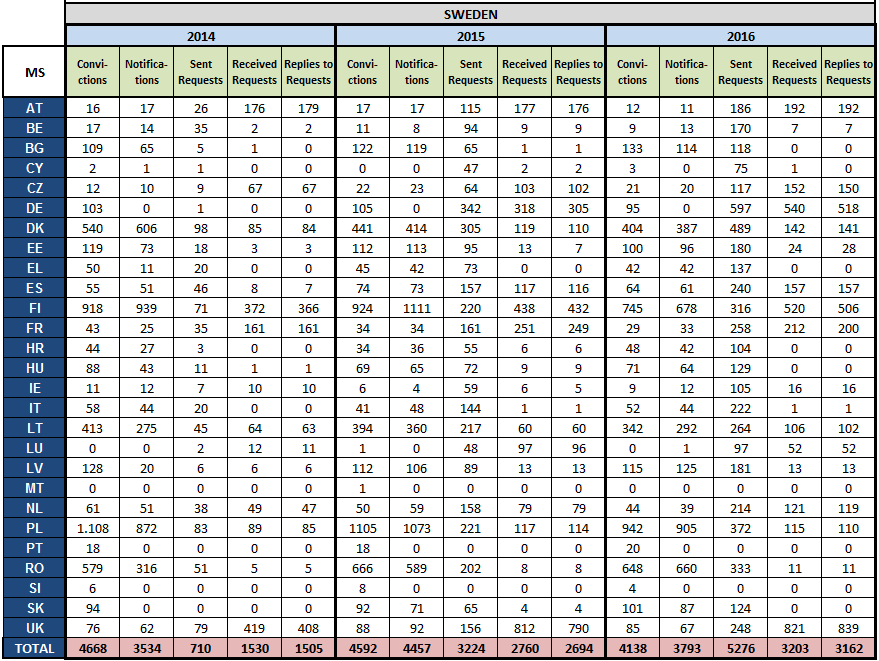 SWEDEN
2014 2015 2016
MS Convi-ctions Notifica-tions Sent Requests Received Requests Replies to Requests Convi-ctions Notifica-tions Sent Requests Received Requests Replies to Requests Convi-ctions Notifica-tions Sent Requests Received Requests Replies to Requests
AT 16 17 26 176 179 17 17 115 177 176 12 11 186 192 192
BE 17 14 35 2 2 11 8 94 9 9 9 13 170 7 7
BG 109 65 5 1 0 122 119 65 1 1 133 114 118 0 0
CY 2 1 1 0 0 0 0 47 2 2 3 0 75 1 0
CZ 12 10 9 67 67 22 23 64 103 102 21 20 117 152 150
DE 103 0 1 0 0 105 0 342 318 305 95 0 597 540 518
DK 540 606 98 85 84 441 414 305 119 110 404 387 489 142 141
EE 119 73 18 3 3 112 113 95 13 7 100 96 180 24 28
EL 50 11 20 0 0 45 42 73 0 0 42 42 137 0 0
ES 55 51 46 8 7 74 73 157 117 116 64 61 240 157 157
FI 918 939 71 372 366 924 1111 220 438 432 745 678 316 520 506
FR 43 25 35 161 161 34 34 161 251 249 29 33 258 212 200
HR 44 27 3 0 0 34 36 55 6 6 48 42 104 0 0
HU 88 43 11 1 1 69 65 72 9 9 71 64 129 0 0
IE 11 12 7 10 10 6 4 59 6 5 9 12 105 16 16
IT 58 44 20 0 0 41 48 144 1 1 52 44 222 1 1
LT 413 275 45 64 63 394 360 217 60 60 342 292 264 106 102
LU 0 0 2 12 11 1 0 48 97 96 0 1 97 52 52
LV 128 20 6 6 6 112 106 89 13 13 115 125 181 13 13
MT 0 0 0 0 0 1 0 0 0 0 0 0 0 0 0
NL 61 51 38 49 47 50 59 158 79 79 44 39 214 121 119
PL 1.108 872 83 89 85 1105 1073 221 117 114 942 905 372 115 110
PT 18 0 0 0 0 18 0 0 0 0 20 0 0 0 0
RO 579 316 51 5 5 666 589 202 8 8 648 660 333 11 11
SI 6 0 0 0 0 8 0 0 0 0 4 0 0 0 0
SK 94 0 0 0 0 92 71 65 4 4 101 87 124 0 0
UK 76 62 79 419 408 88 92 156 812 790 85 67 248 821 839
TOTAL 4668 3534 710 1530 1505 4592 4457 3224 2760 2694 4138 3793 5276 3203 3162